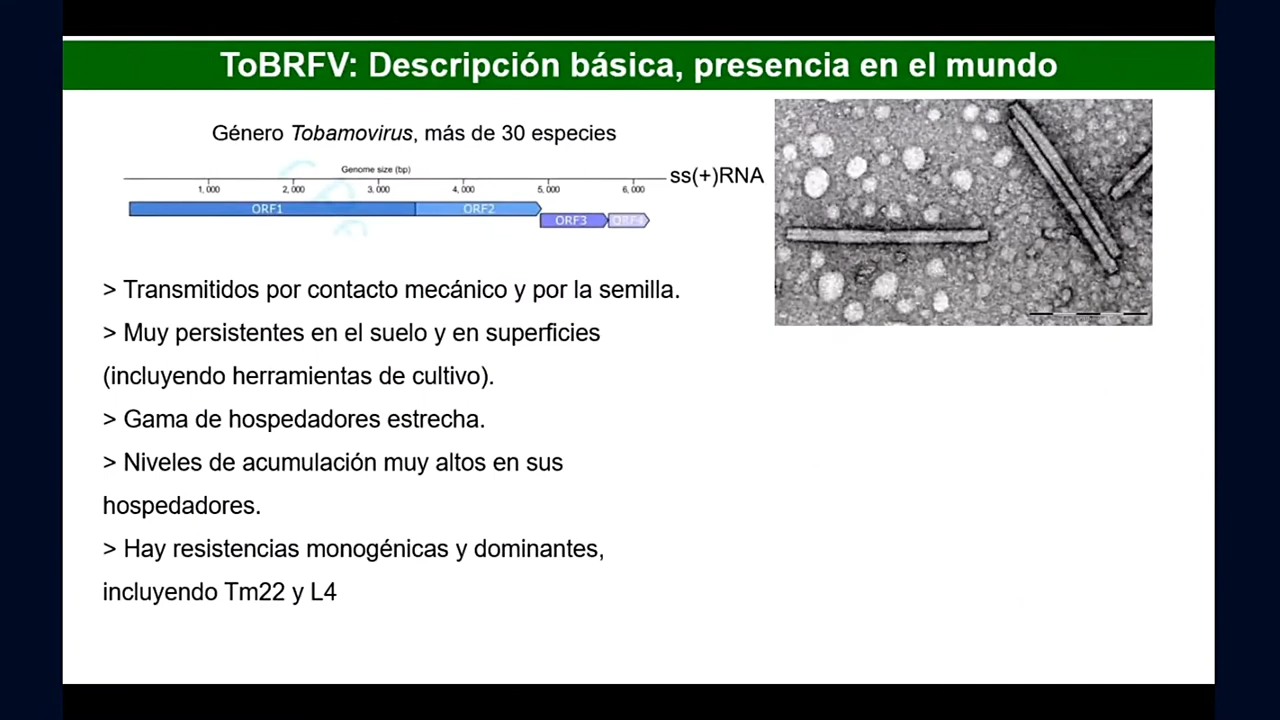 ToBRFV: Descripción básica, presencia en el mundo
Género Tobamovirus, más de 30 especies
Genome size (bp)
ss(+)RNA
1, 000 2, 000 3, 000 4, 000 5, 000 6, 000
ORF1 ORF2
ORF3 ORF4
> Transmitidos por contacto mecánico y por la semilla.
> Muy persistentes en el suelo y en superficies
(incluyendo herramientas de cultivo).
> Gama de hospedadores estrecha.
> Niveles de acumulación muy altos en sus
hospedadores.
> Hay resistencias monogénicas y dominantes,
incluyendo Tm22 y L4